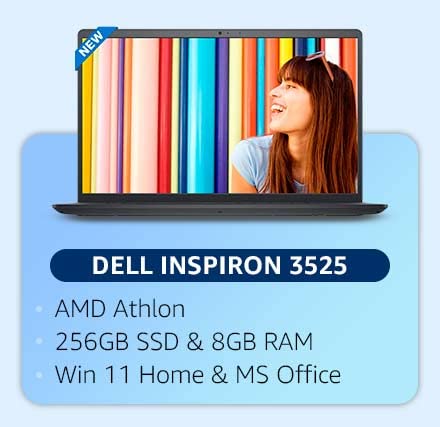 NEW
DELL INSPIRON 3525
AMD Athlon
256GB SSD & 8GB RAM
Win 11 Home & MS Office